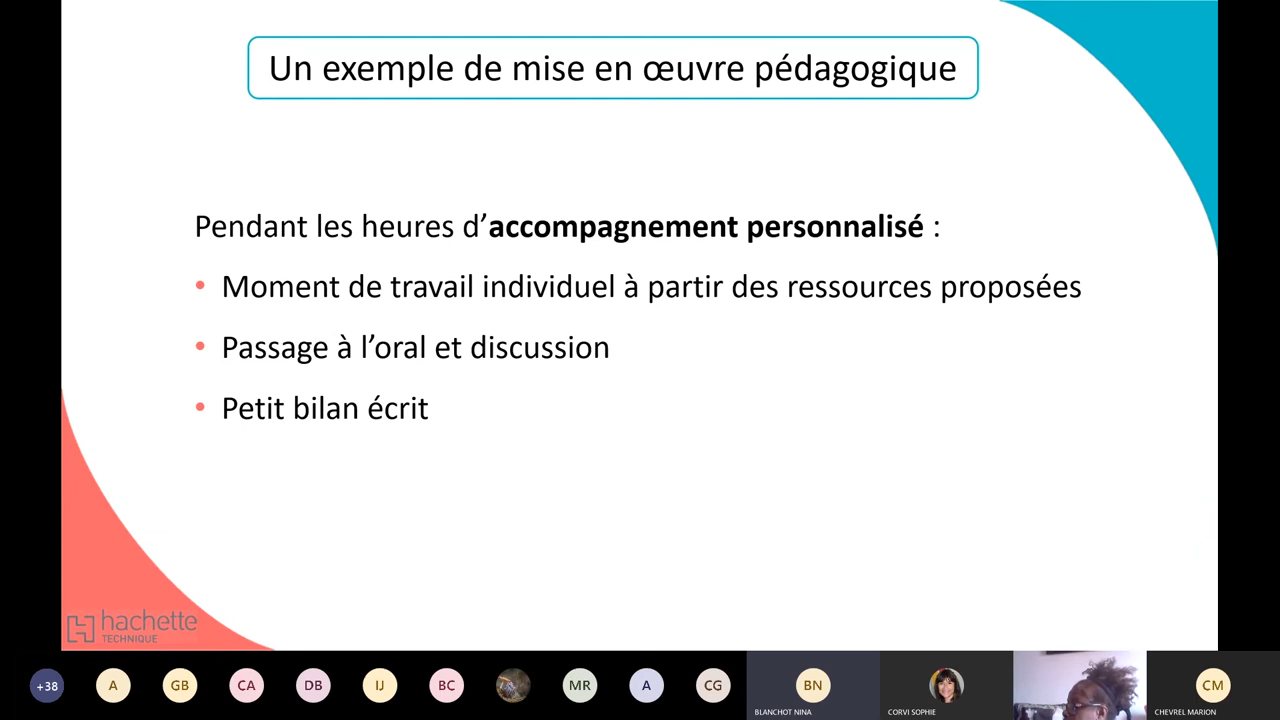 Un exemple de mise en œuvre pédagogique
Pendant les heures d’accompagnement personnalisé :
• Moment de travail individuel à partir des ressources proposées
• Passage à l’oral et discussion
• Petit bilan écrit
hachette
TECHNIQUE
+38 A GB CA DB IJ BC MR A CG BN CM
BLANCHOT NINA CORVI SOPHIE CHEVREL MARION